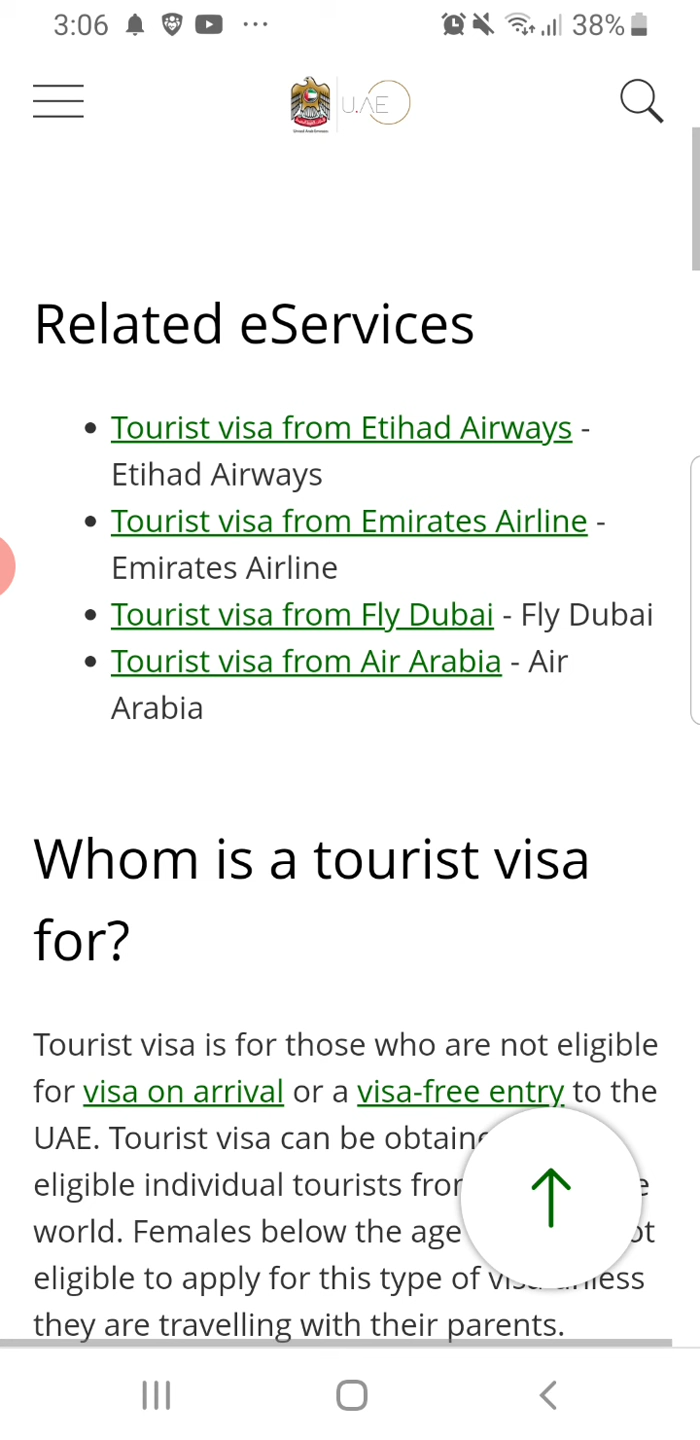 3:06 38%
U.AE
Related eServices
• Tourist visa from Etihad Airways -
Etihad Airways
• Tourist visa from Emirates Airline -
Emirates Airline
• Tourist visa from Fly Dubai - Fly Dubai
• Tourist visa from Air Arabia - Air
Arabia
Whom is a tourist visa
for?
Tourist visa is for those who are not eligible
for visa on arrival or a visa-free entry to the
UAE. Tourist visa can be
eligible individual tourists
world. Females below the age
eligible to apply for this type of
they are travelling with their parents.